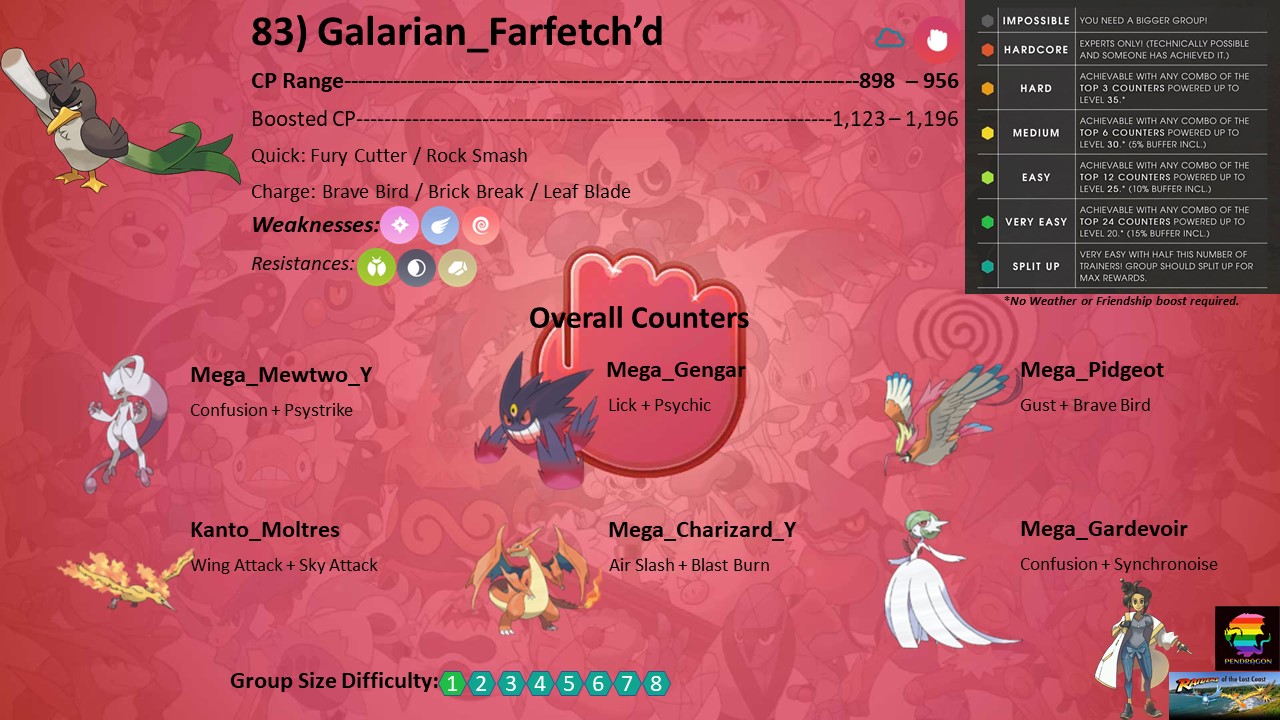 83) Galarian_Farfetch’d
CP Range--------------------------------------------------------------------------898 – 956
Boosted CP--------------------------------------------------------------------1,123 – 1,196
Quick: Fury Cutter / Rock Smash
Charge: Brave Bird / Brick Break / Leaf Blade
Weaknesses:
Resistances:
IMPOSSIBLE YOU NEED A BIGGER GROUP!
HARDCORE EXPERTS ONLY! (TECHNICALLY POSSIBLE
AND SOMEONE HAS ACHIEVED IT.)
HARD ACHIEVABLE WITH ANY COMBO OF THE
TOP 3 COUNTERS POWERED UP TO
LEVEL 35.*
MEDIUM ACHIEVABLE WITH ANY COMBO OF THE
TOP 6 COUNTERS POWERED UP TO
LEVEL 30.* (5% BUFFER INCL.)
EASY ACHIEVABLE WITH ANY COMBO OF THE
TOP 12 COUNTERS POWERED UP TO
LEVEL 25.* (10% BUFFER INCL.)
VERY EASY ACHIEVABLE WITH ANY COMBO OF THE
TOP 24 COUNTERS POWERED UP TO
LEVEL 20.* (15% BUFFER INCL.)
SPLIT UP VERY EASY WITH HALF THIS NUMBER OF
TRAINERS! GROUP SHOULD SPLIT UP FOR
MAX REWARDS.
*No Weather or Friendship boost required.
Overall Counters
Mega_Mewtwo_Y
Confusion + Psystrike
Mega_Gengar
Lick + Psychic
Mega_Pidgeot
Gust + Brave Bird
Kanto_Moltres
Wing Attack + Sky Attack
Mega_Charizard_Y
Air Slash + Blast Burn
Mega_Gardevoir
Confusion + Synchronoise
Group Size Difficulty: 1 2 3 4 5 6 7 8
PENDRAGON
RAIDERS of the Lost Coast